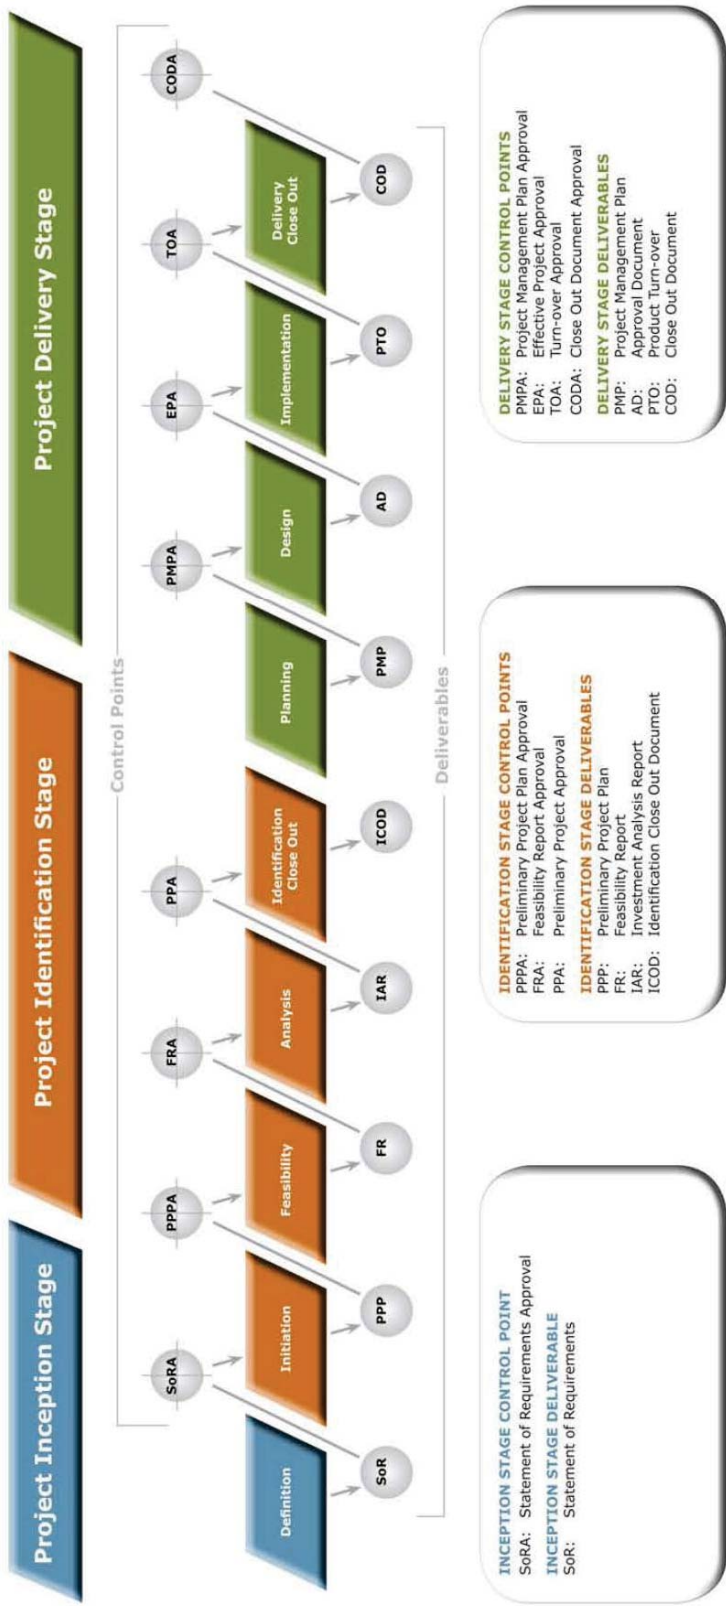 Project Inception Stage
Project Identification Stage
Project Delivery Stage
Control Points
SoRA
PPPA
FRA
PPA
PMPA
EPA
TOA
CODA
Definition
Initiation
Feasibility
Analysis
Identification
Close Out
Planning
Design
Implementation
Delivery
Close Out
SoR
PPP
FR
IAR
ICOD
PMP
AD
PTO
COD
Deliverables
INCEPTION STAGE CONTROL POINT
SoRA: Statement of Requirements Approval
INCEPTION STAGE DELIVERABLE
SoR: Statement of Requirements
IDENTIFICATION STAGE CONTROL POINTS
PPPA: Preliminary Project Plan Approval
FRA: Feasibility Report Approval
PPA: Preliminary Project Approval
IDENTIFICATION STAGE DELIVERABLES
PPP: Preliminary Project Plan
FR: Feasibility Report
IAR: Investment Analysis Report
ICOD: Identification Close Out Document
DELIVERY STAGE CONTROL POINTS
PMPA: Project Management Plan Approval
EPA: Effective Project Approval
TOA: Turn-over Approval
CODA: Close Out Document Approval
DELIVERY STAGE DELIVERABLES
PMP: Project Management Plan
AD: Approval Document
PTO: Product Turn-over
COD: Close Out Document